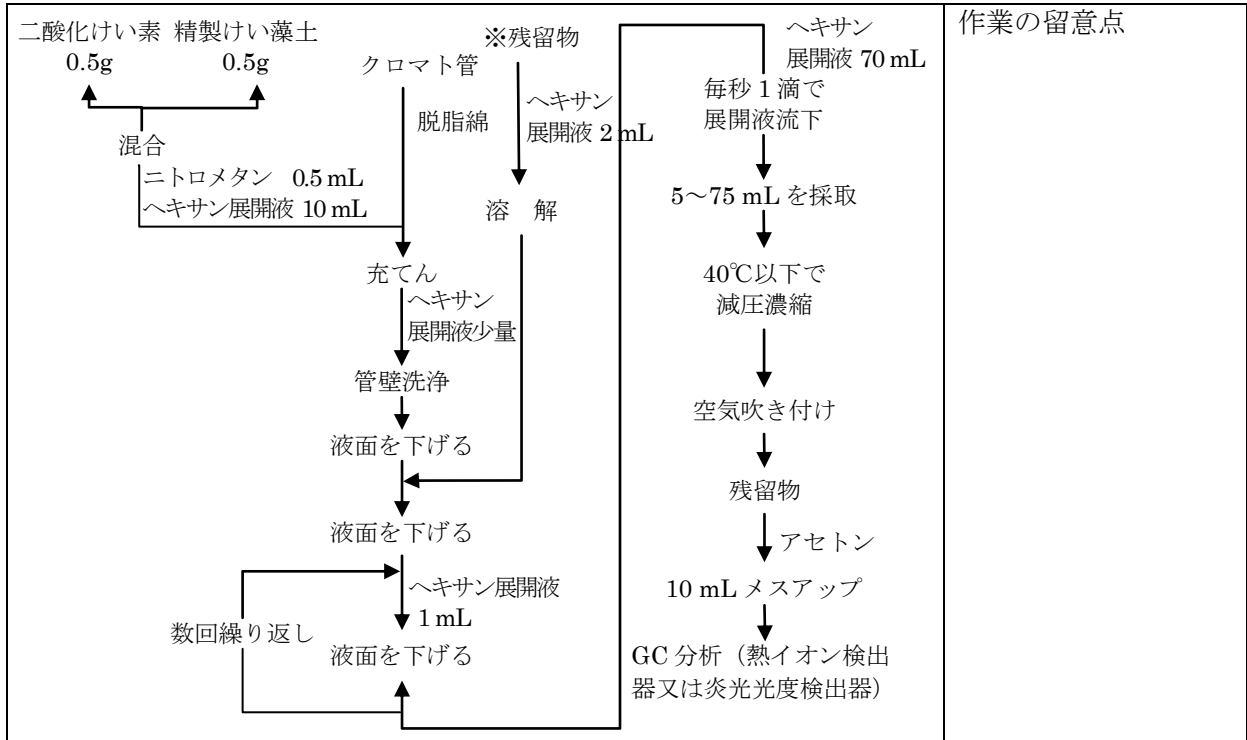 二酸化けい素 精製けい藻土
0.5g 0.5g
混合
ニトロメタン 0.5 mL
ヘキサン展開液 10 mL
クロマト管
脱脂綿
※残留物
ヘキサン
展開液 2 mL
溶 解
充てん
ヘキサン
展開液少量
管壁洗浄
液面を下げる
液面を下げる
ヘキサン展開液
1 mL
数回繰り返し
液面を下げる
ヘキサン
展開液 70 mL
毎秒 1 滴で
展開液流下
5～75 mL を採取
40℃以下で
減圧濃縮
空気吹き付け
残留物
アセトン
10 mL メスアップ
GC 分析（熱イオン検出
器又は炎光光度検出器）
作業の留意点